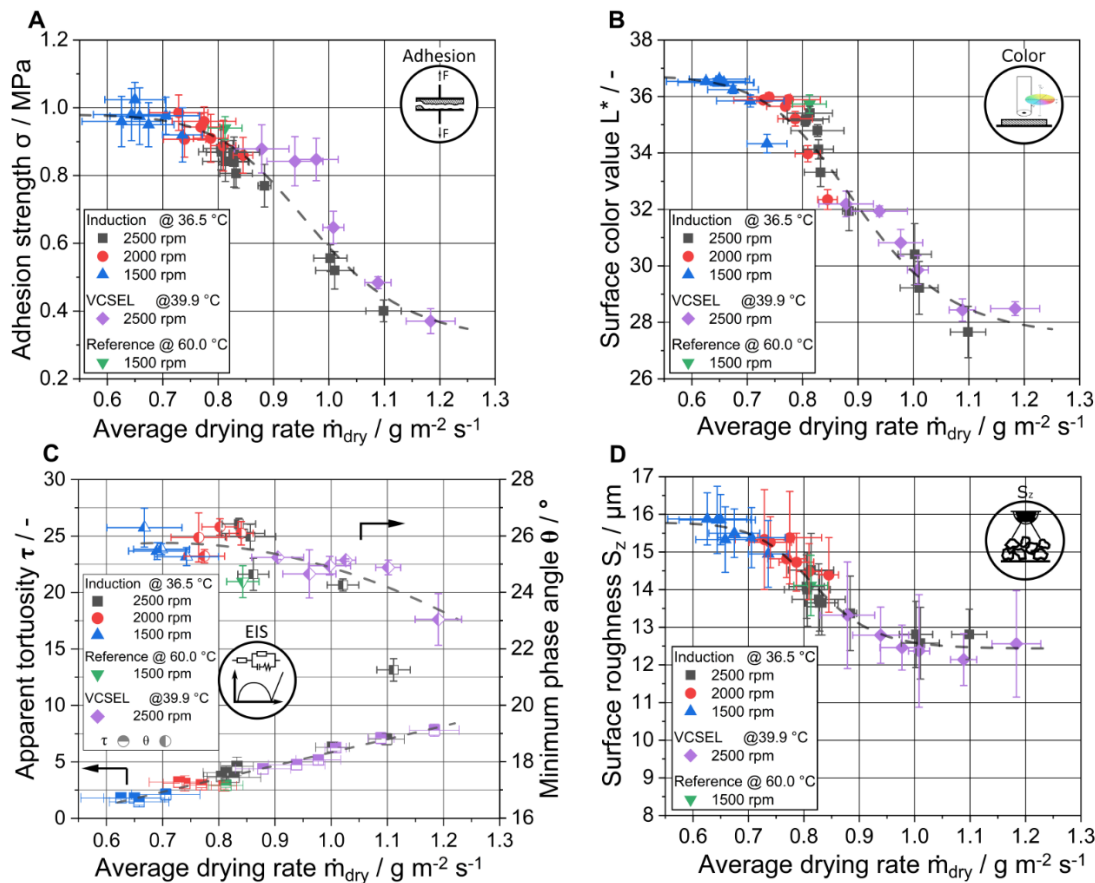 A
Adhesion
F
F
Adhesion strength σ / MPa
1.2
1.0
0.8
0.6
0.4
0.2
Induction @ 36.5 °C
2500 rpm
2000 rpm
1500 rpm
VCSEL @39.9 °C
2500 rpm
Reference @ 60.0 °C
1500 rpm
0.6 0.7 0.8 0.9 1.0 1.1 1.2 1.3
Average drying rate ṁdry / g m-2 s-1
B
Color
Surface color value L* / -
38
36
34
32
30
28
26
Induction @ 36.5 °C
2500 rpm
2000 rpm
1500 rpm
VCSEL @39.9 °C
2500 rpm
Reference @ 60.0 °C
1500 rpm
0.6 0.7 0.8 0.9 1.0 1.1 1.2 1.3
Average drying rate ṁdry / g m-2 s-1
C
Apparent tortuosity τ / -
30
25
20
15
10
5
0
Induction @ 36.5 °C
2500 rpm
2000 rpm
1500 rpm
Reference @ 60.0 °C
1500 rpm
VCSEL @39.9 °C
2500 rpm
τ θ
EIS
28
26
24
22
20
18
16
Minimum phase angle θ / °
0.6 0.7 0.8 0.9 1.0 1.1 1.2 1.3
Average drying rate ṁdry / g m-2 s-1
D
Sz
Surface roughness Sz / µm
17
16
15
14
13
12
11
10
9
8
Induction @ 36.5 °C
2500 rpm
2000 rpm
1500 rpm
VCSEL @39.9 °C
2500 rpm
Reference @ 60.0 °C
1500 rpm
0.6 0.7 0.8 0.9 1.0 1.1 1.2 1.3
Average drying rate ṁdry / g m-2 s-1